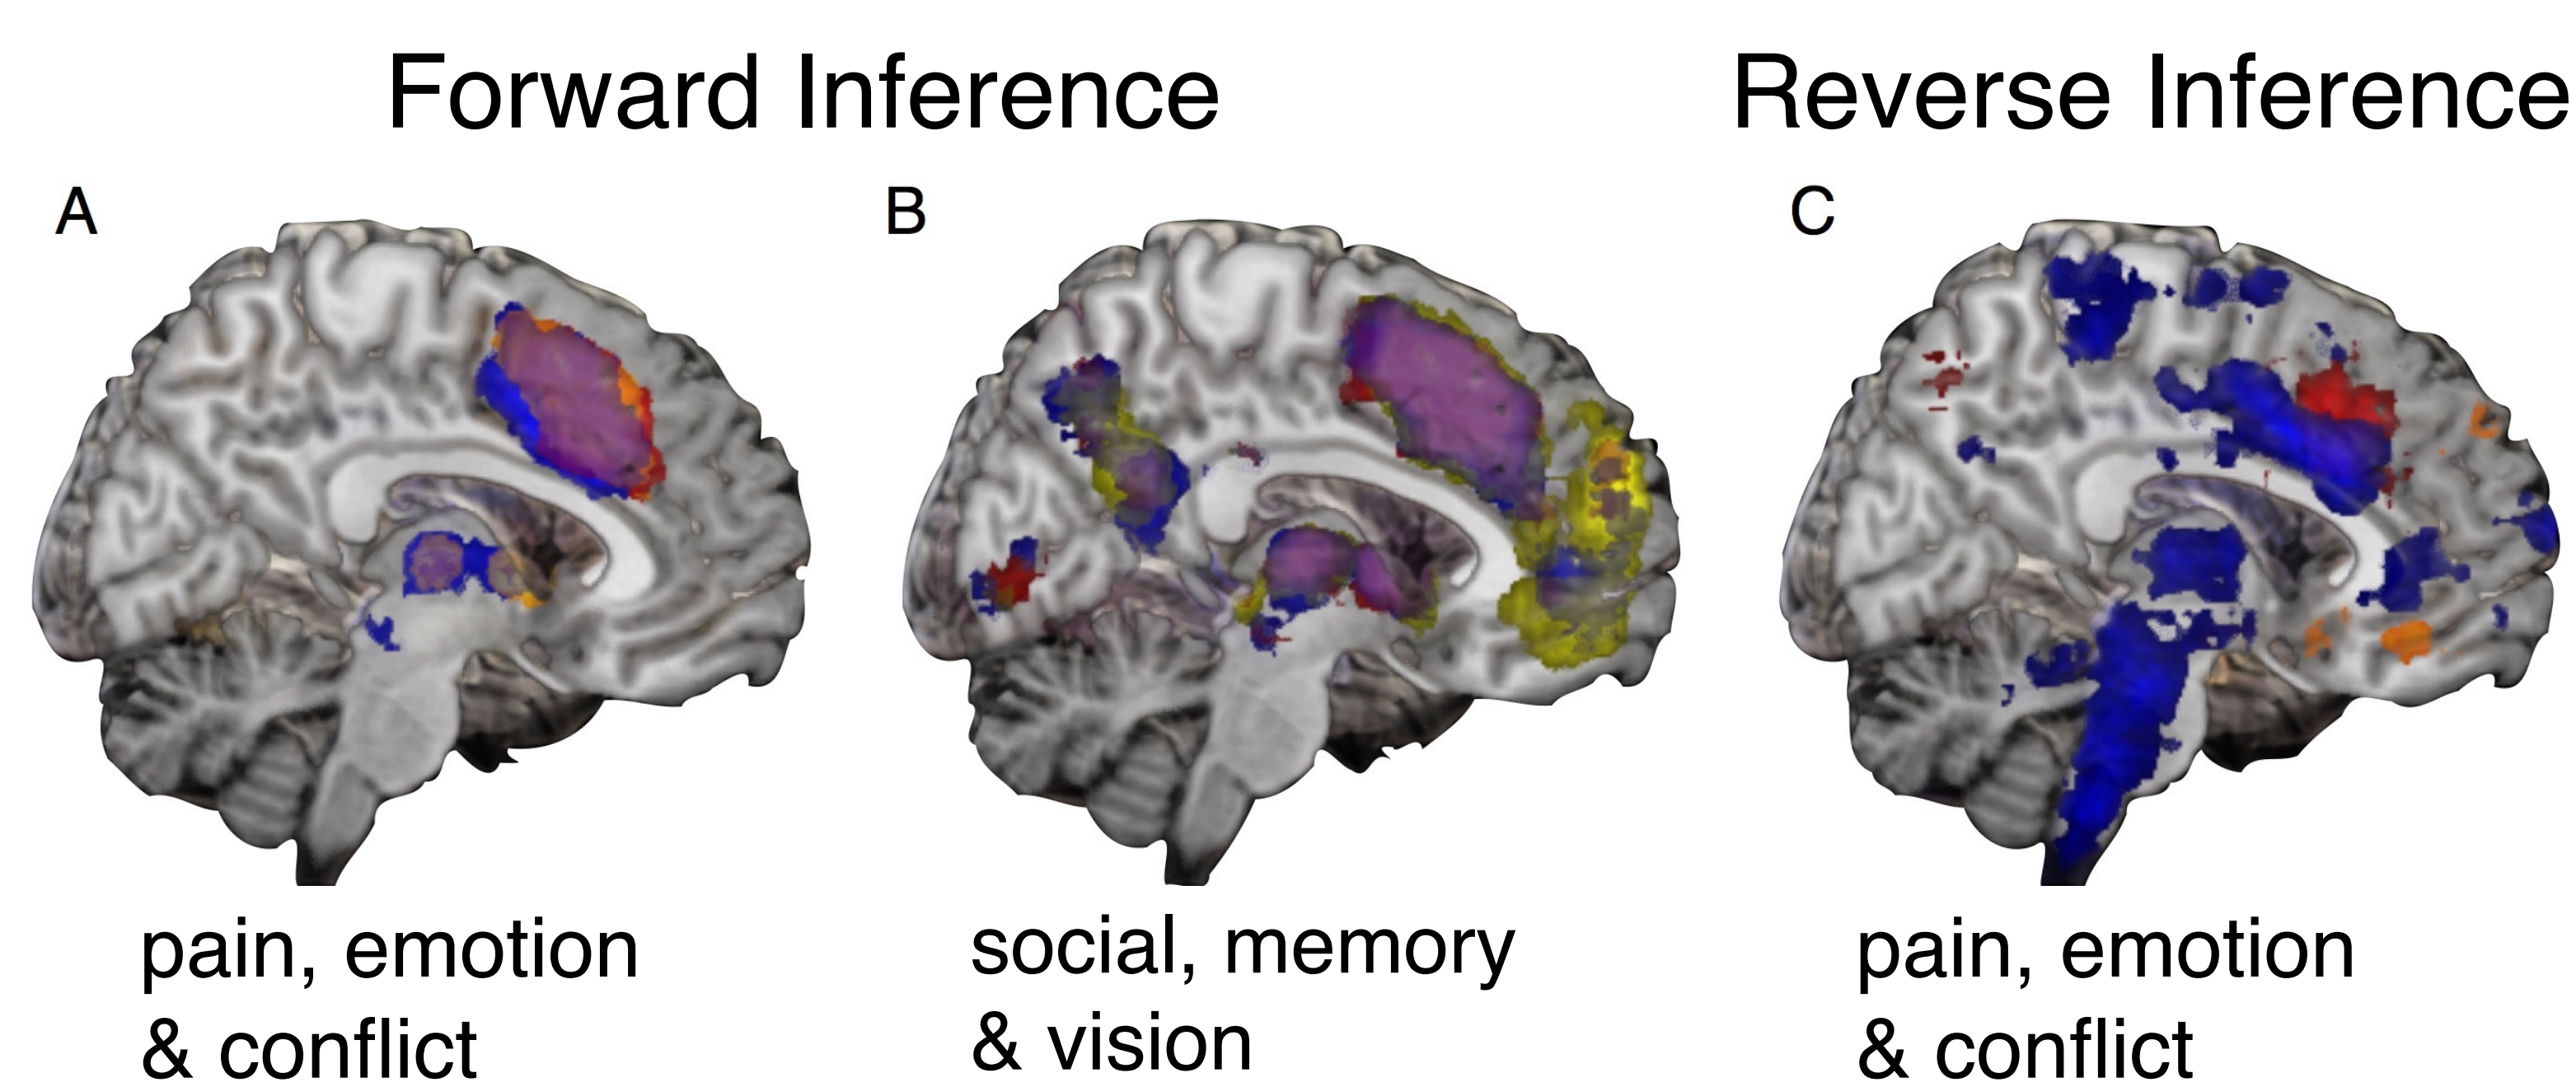 Forward Inference
Reverse Inference
A
B
C
pain, emotion
& conflict
social, memory
& vision
pain, emotion
& conflict